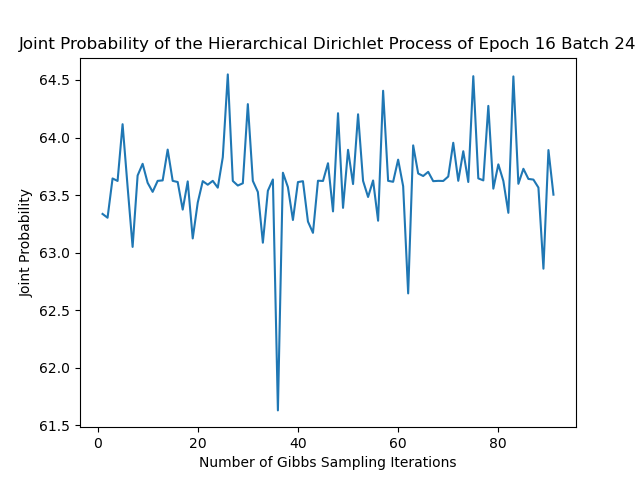 Joint Probability of the Hierarchical Dirichlet Process of Epoch 16 Batch 24
64.5
64.0
63.5
63.0
62.5
62.0
61.5
Joint Probability
0 20 40 60 80
Number of Gibbs Sampling Iterations